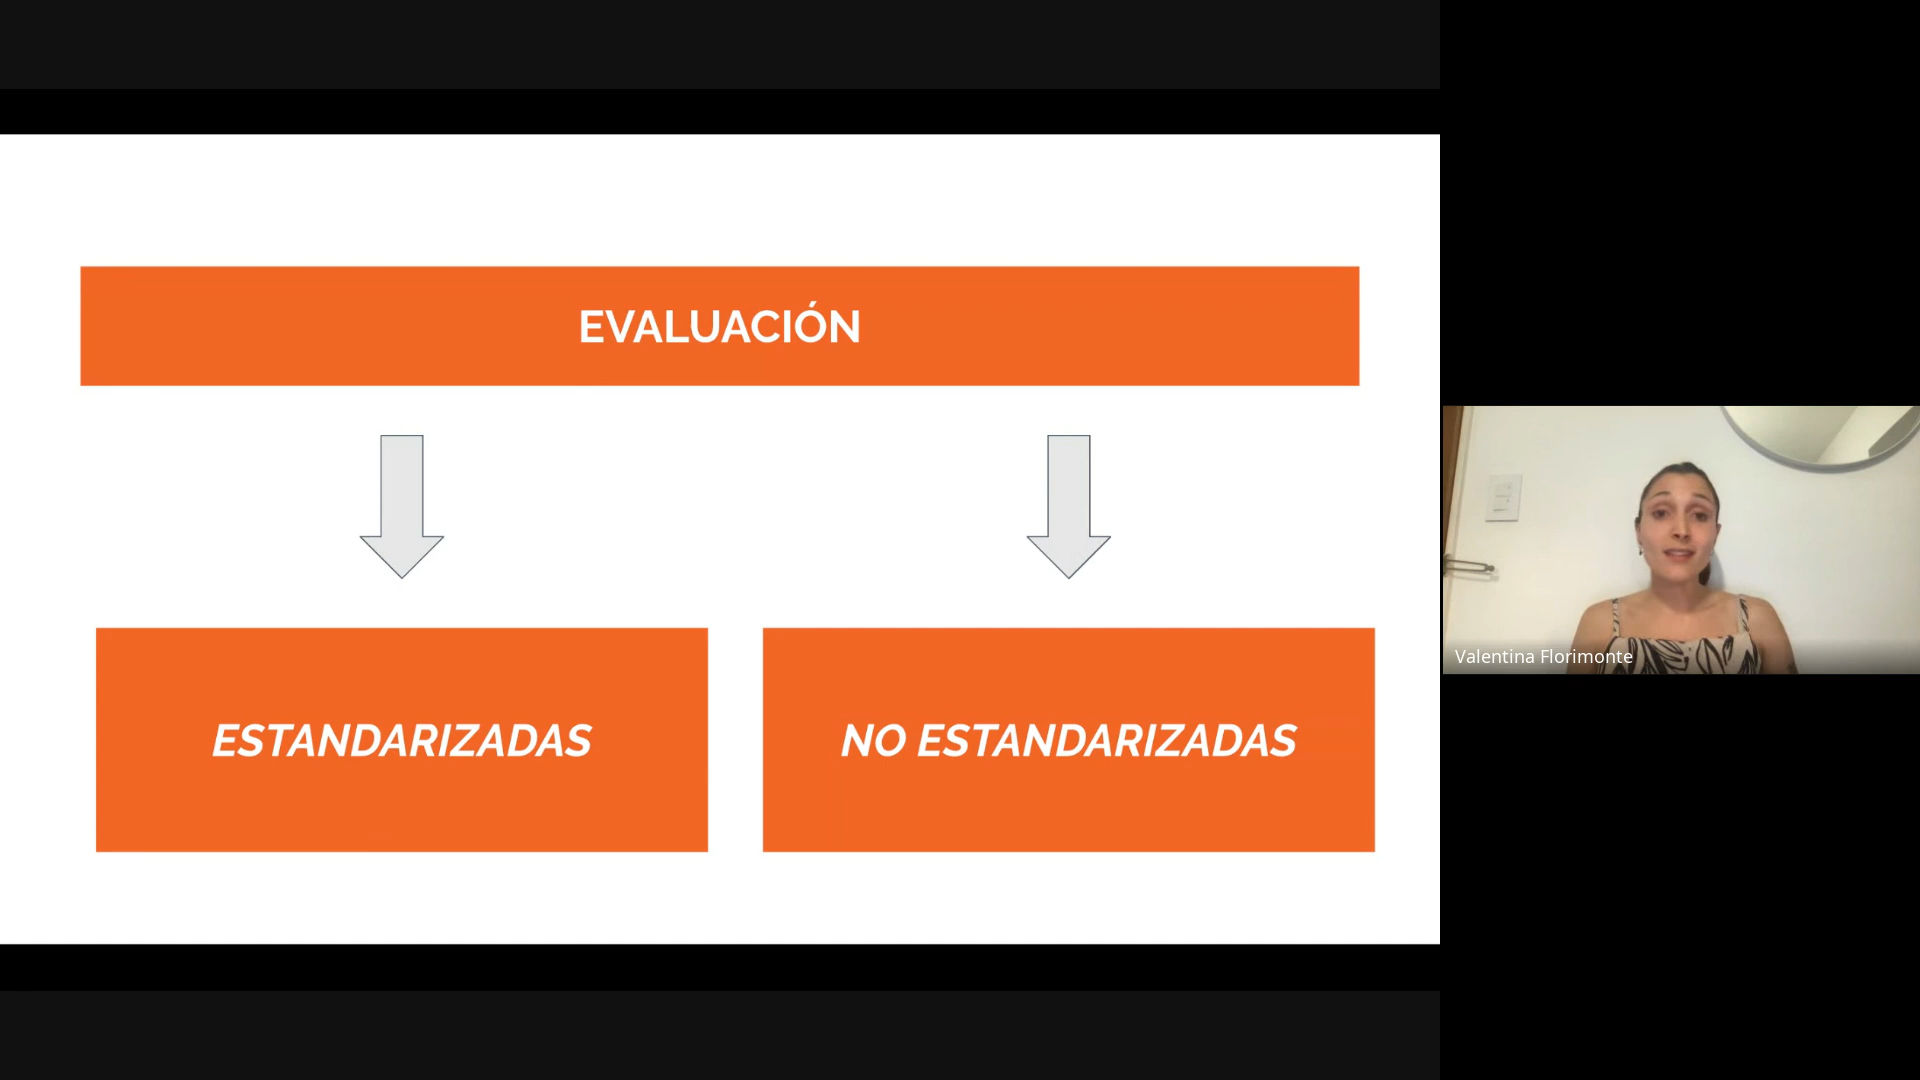 EVALUACIÓN
ESTANDARIZADAS
NO ESTANDARIZADAS
Valentina Florimonte